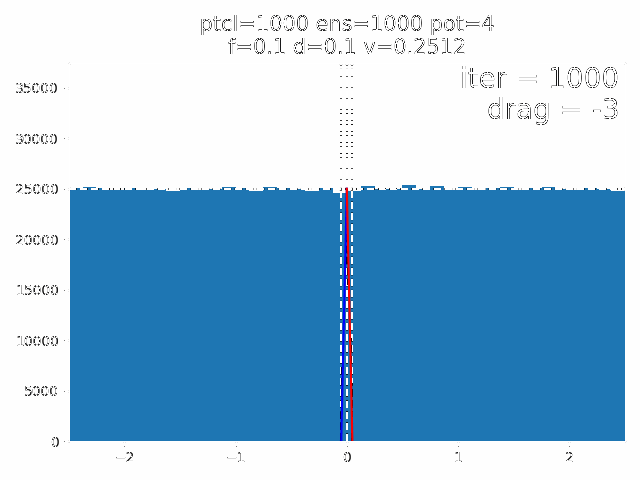 ptcl=1000 ens=1000 pot=4
f=0.1 d=0.1 v=0.2512
iter = 1000
drag = -3
35000
30000
25000
20000
15000
10000
5000
0
−2 −1 0 1 2